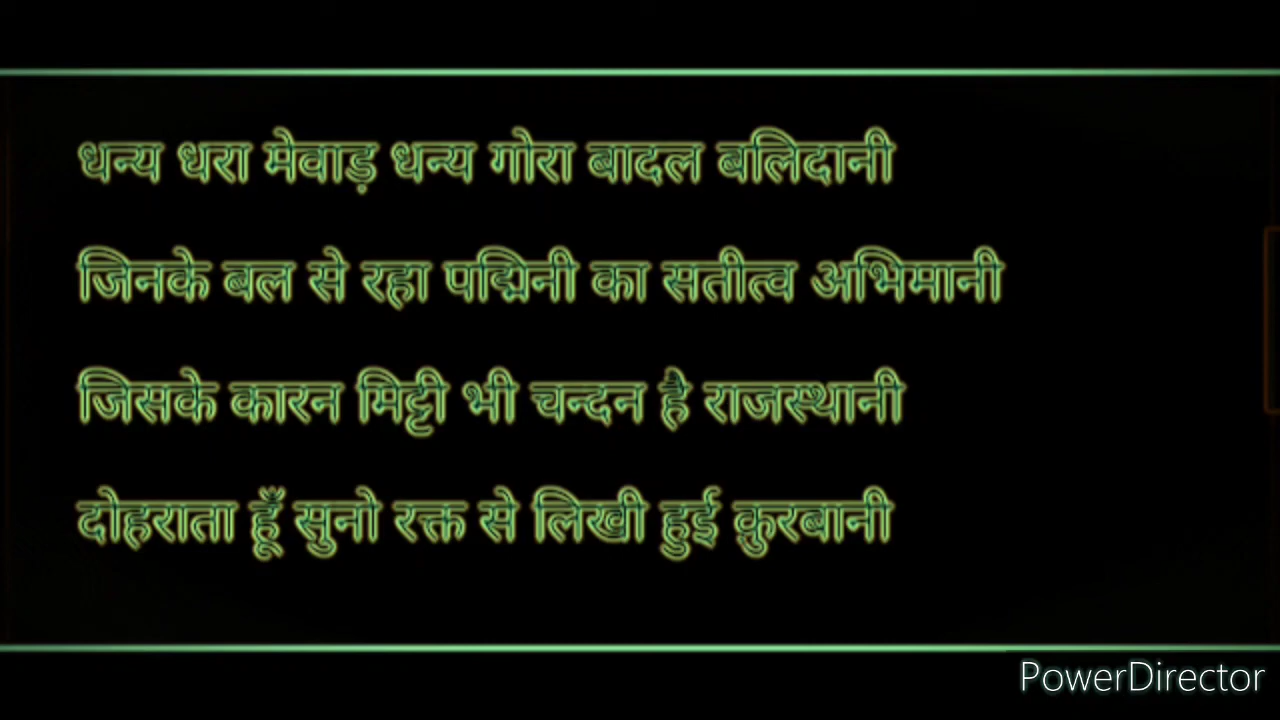 धन्य धरा मेवाड़ धन्य गोरा बादल बलिदानी
जिनके बल से रहा पद्मिनी का सतीत्व अभिमानी
जिसके कारन मिट्टी भी चन्दन है राजस्थानी
दोहराता हूँ सुनो रक्त से लिखी हुई क़ुरबानी
PowerDirector